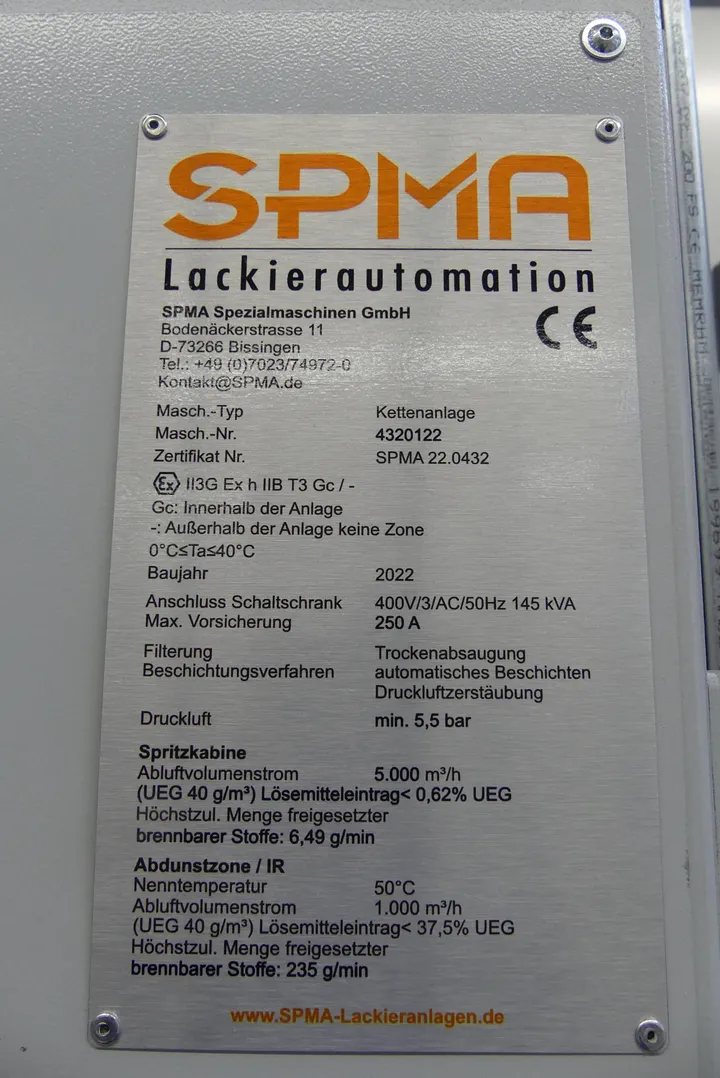 SPMA
Lackierautomation
SPMA Spezialmaschinen GmbH
Bodenäckerstrasse 11
D-73266 Bissingen
Tel.: +49 (0)7023/74972-0
Kontakt@SPMA.de
CE
Masch.-Typ Kettenanlage
Masch.-Nr. 4320122
Zertifikat Nr. SPMA 22.0432
Ex II3G Ex h IIB T3 Gc / -
Gc: Innerhalb der Anlage
-: Außerhalb der Anlage keine Zone
0°C≤Ta≤40°C
Baujahr 2022
Anschluss Schaltschrank 400V/3/AC/50Hz 145 kVA
Max. Vorsicherung 250 A
Filterung Trockenabsaugung
Beschichtungsverfahren automatisches Beschichten
Druckluftzerstäubung
Druckluft min. 5,5 bar
Spritzkabine
Abluftvolumenstrom 5.000 m³/h
(UEG 40 g/m³) Lösemitteleintrag< 0,62% UEG
Höchstzul. Menge freigesetzter
brennbarer Stoffe: 6,49 g/min
Abdunstzone / IR
Nenntemperatur 50°C
Abluftvolumenstrom 1.000 m³/h
(UEG 40 g/m³) Lösemitteleintrag< 37,5% UEG
Höchstzul. Menge freigesetzter
brennbarer Stoffe: 235 g/min
www.SPMA-Lackieranlagen.de